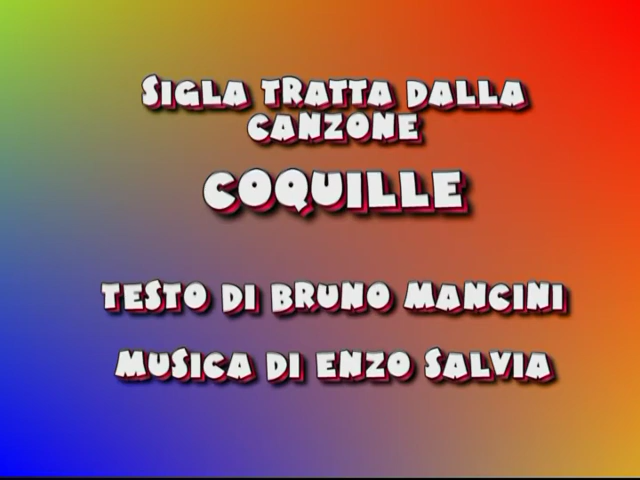 SIGLA TRATTA DALLA
CANZONE
COQUILLE
TESTO DI BRUNO MANCINI
MUSICA DI ENZO SALVIA